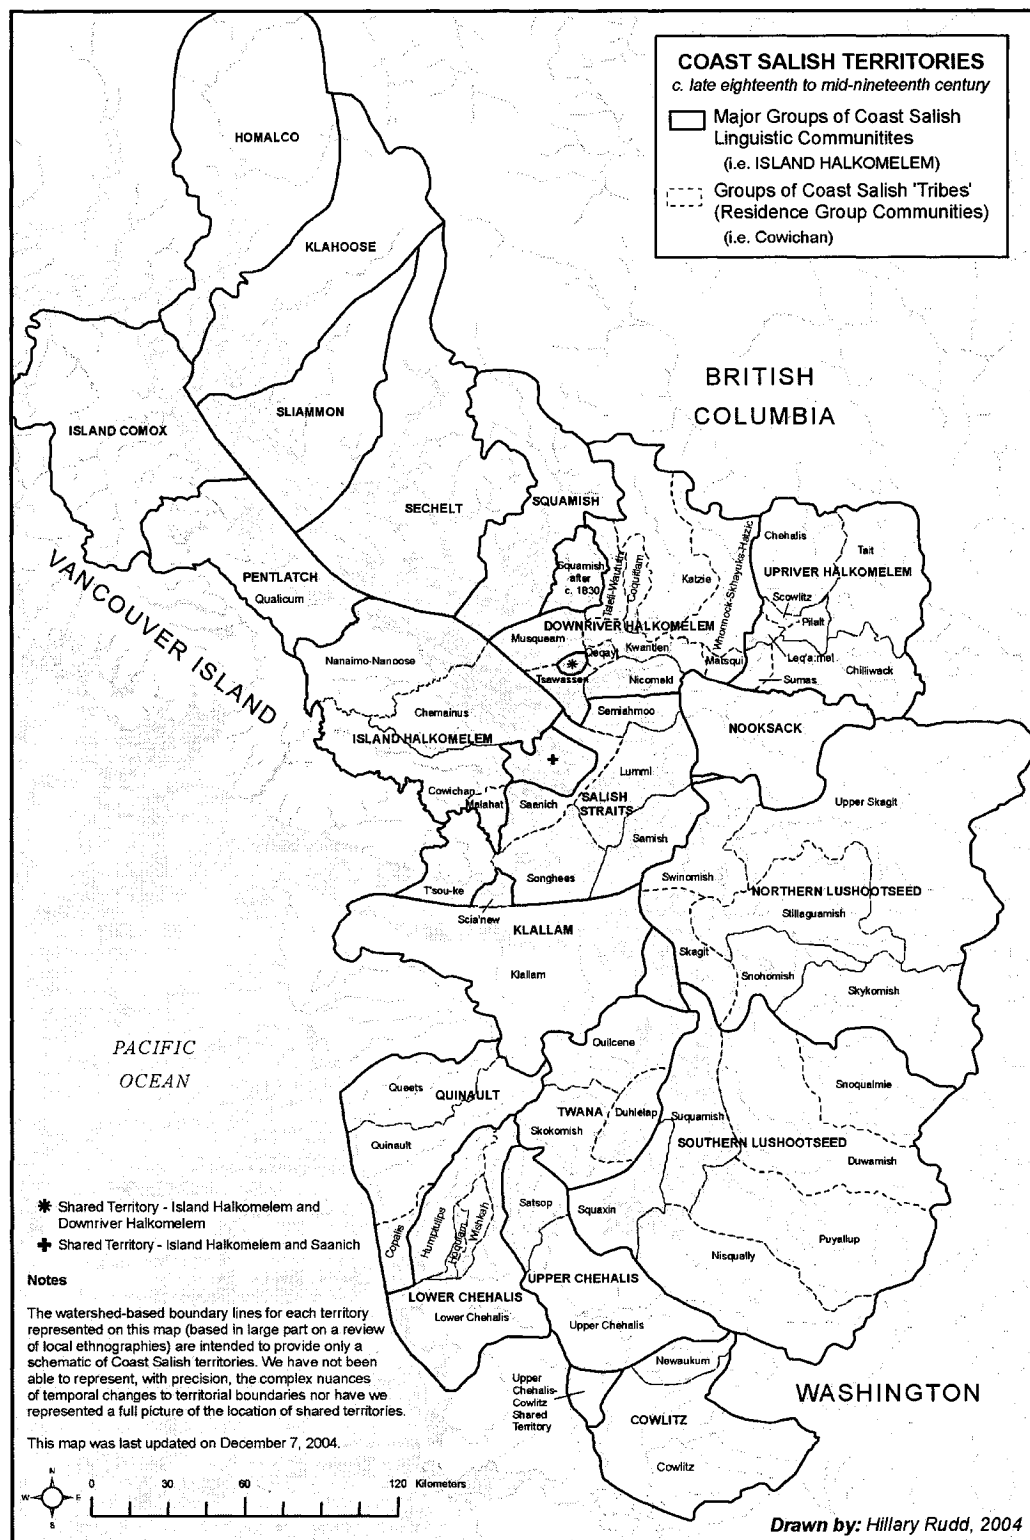 COAST SALISH TERRITORIES
c. late eighteenth to mid-nineteenth century
Major Groups of Coast Salish
Linguistic Communitites
(i.e. ISLAND HALKOMELEM)
Groups of Coast Salish 'Tribes'
(Residence Group Communities)
(i.e. Cowichan)
HOMALCO
KLAHOOSE
SLIAMMON
ISLAND COMOX
BRITISH
COLUMBIA
SECHELT
SQUAMISH
Squamish
after
c. 1830
PENTLATCH
Qualicum
VANCOUVER ISLAND
Tsleil-Waututh
Coquitlam
Katzie
Whonnock-Skhayuks-Hatzic
Chehalis
Tait
UPRIVER HALKOMELEM
Scowlitz
Pilalt
Leq'a:mel
Sumas
Chilliwack
DOWNRIVER HALKOMELEM
Musqueam
Qeqayt
Kwantlen
Matsqui
Tsawassen
Nicomekl
Semiahmoo
Nanaimo-Nanoose
Chemainus
ISLAND HALKOMELEM
NOOKSACK
Cowichan
Malahat
Saanich
Lummi
SALISH
STRAITS
Samish
Upper Skagit
T'sou-ke
Songhees
Scia'new
Swinomish
NORTHERN LUSHOOTSEED
Stillaguamish
KLALLAM
Klallam
Skagit
Snohomish
Skykomish
PACIFIC
OCEAN
Quilcene
Queets
QUINAULT
TWANA
Duhlelap
Skokomish
Suquamish
Snoqualmie
SOUTHERN LUSHOOTSEED
Duwamish
Quinault
Copalis
Humptulips
Hoquiam
Wishkah
Satsop
Squaxin
Nisqually
Puyallup
UPPER CHEHALIS
LOWER CHEHALIS
Lower Chehalis
Upper Chehalis
Newaukum
Upper
Chehalis-
Cowlitz
Shared
Territory
COWLITZ
Cowlitz
WASHINGTON
Shared Territory - Island Halkomelem and
Downriver Halkomelem
Shared Territory - Island Halkomelem and Saanich
Notes
The watershed-based boundary lines for each territory
represented on this map (based in large part on a review
of local ethnographies) are intended to provide only a
schematic of Coast Salish territories. We have not been
able to represent, with precision, the complex nuances
of temporal changes to territorial boundaries nor have we
represented a full picture of the location of shared territories.
This map was last updated on December 7, 2004.
N
W E
S
0 30 60 120 Kilometers
Drawn by: Hillary Rudd, 2004